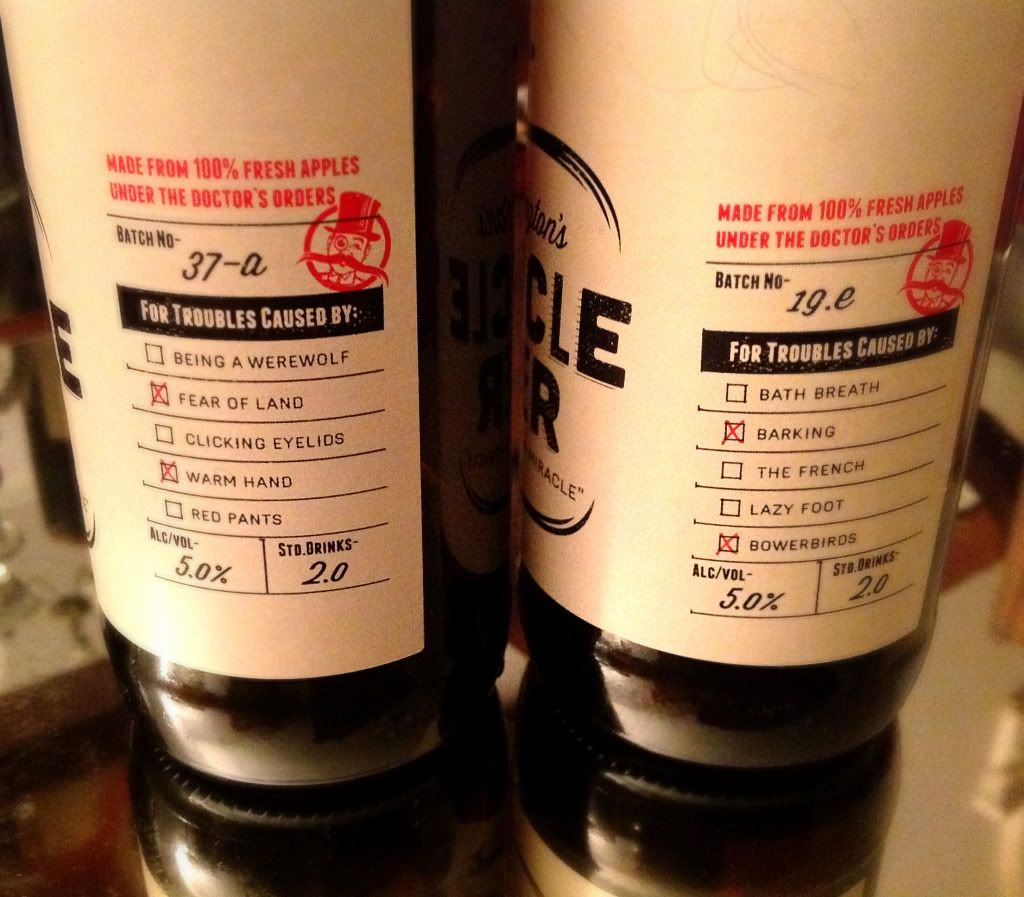 MADE FROM 100% FRESH APPLES
UNDER THE DOCTOR'S ORDERS
BATCH NO-
37-a
FOR TROUBLES CAUSED BY:
BEING A WEREWOLF
FEAR OF LAND
CLICKING EYELIDS
WARM HAND
RED PANTS
ALC/VOL-
5.0%
STD.DRINKS-
2.0
CLE
ER
MIRACLE"
MADE FROM 100% FRESH APPLES
UNDER THE DOCTOR'S ORDERS
BATCH NO-
19.e
FOR TROUBLES CAUSED BY:
BATH BREATH
BARKING
THE FRENCH
LAZY FOOT
BOWERBIRDS
ALC/VOL-
5.0%
STD.DRINKS-
2.0